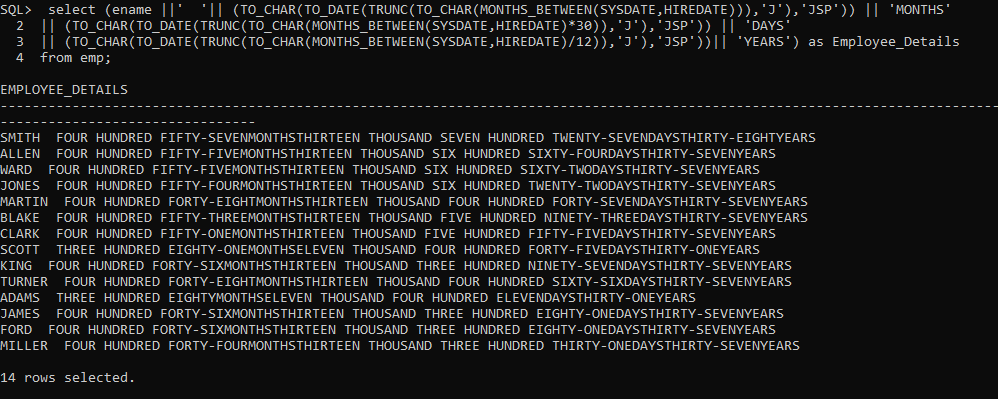 SQL>  select (ename ||'  '|| (TO_CHAR(TO_DATE(TRUNC(TO_CHAR(MONTHS_BETWEEN(SYSDATE,HIREDATE))),'J'),'JSP')) || 'MONTHS'
  2  || (TO_CHAR(TO_DATE(TRUNC(TO_CHAR(MONTHS_BETWEEN(SYSDATE,HIREDATE)*30)),'J'),'JSP')) || 'DAYS'
  3  || (TO_CHAR(TO_DATE(TRUNC(TO_CHAR(MONTHS_BETWEEN(SYSDATE,HIREDATE)/12)),'J'),'JSP'))|| 'YEARS') as Employee_Details
  4  from emp;
EMPLOYEE_DETAILS
--------------------------------------------------------------------------------------------------------------------------------
--------------------------------
SMITH  FOUR HUNDRED FIFTY-SEVENMONTHSTHIRTEEN THOUSAND SEVEN HUNDRED TWENTY-SEVENDAYSTHIRTY-EIGHTYEARS
ALLEN  FOUR HUNDRED FIFTY-FIVEMONTHSTHIRTEEN THOUSAND SIX HUNDRED SIXTY-FOURDAYSTHIRTY-SEVENYEARS
WARD  FOUR HUNDRED FIFTY-FIVEMONTHSTHIRTEEN THOUSAND SIX HUNDRED SIXTY-TWODAYSTHIRTY-SEVENYEARS
JONES  FOUR HUNDRED FIFTY-FOURMONTHSTHIRTEEN THOUSAND SIX HUNDRED TWENTY-TWODAYSTHIRTY-SEVENYEARS
MARTIN  FOUR HUNDRED FORTY-EIGHTMONTHSTHIRTEEN THOUSAND FOUR HUNDRED FORTY-SEVENDAYSTHIRTY-SEVENYEARS
BLAKE  FOUR HUNDRED FIFTY-THREEMONTHSTHIRTEEN THOUSAND FIVE HUNDRED NINETY-THREEDAYSTHIRTY-SEVENYEARS
CLARK  FOUR HUNDRED FIFTY-ONEMONTHSTHIRTEEN THOUSAND FIVE HUNDRED FIFTY-FIVEDAYSTHIRTY-SEVENYEARS
SCOTT  THREE HUNDRED EIGHTY-ONEMONTHSELEVEN THOUSAND FOUR HUNDRED FORTY-FIVEDAYSTHIRTY-ONEYEARS
KING  FOUR HUNDRED FORTY-SIXMONTHSTHIRTEEN THOUSAND THREE HUNDRED NINETY-SEVENDAYSTHIRTY-SEVENYEARS
TURNER  FOUR HUNDRED FORTY-EIGHTMONTHSTHIRTEEN THOUSAND FOUR HUNDRED SIXTY-SIXDAYSTHIRTY-SEVENYEARS
ADAMS  THREE HUNDRED EIGHTYMONTHSELEVEN THOUSAND FOUR HUNDRED ELEVENDAYSTHIRTY-ONEYEARS
JAMES  FOUR HUNDRED FORTY-SIXMONTHSTHIRTEEN THOUSAND THREE HUNDRED EIGHTY-ONEDAYSTHIRTY-SEVENYEARS
FORD  FOUR HUNDRED FORTY-SIXMONTHSTHIRTEEN THOUSAND THREE HUNDRED EIGHTY-ONEDAYSTHIRTY-SEVENYEARS
MILLER  FOUR HUNDRED FORTY-FOURMONTHSTHIRTEEN THOUSAND THREE HUNDRED THIRTY-ONEDAYSTHIRTY-SEVENYEARS
14 rows selected.